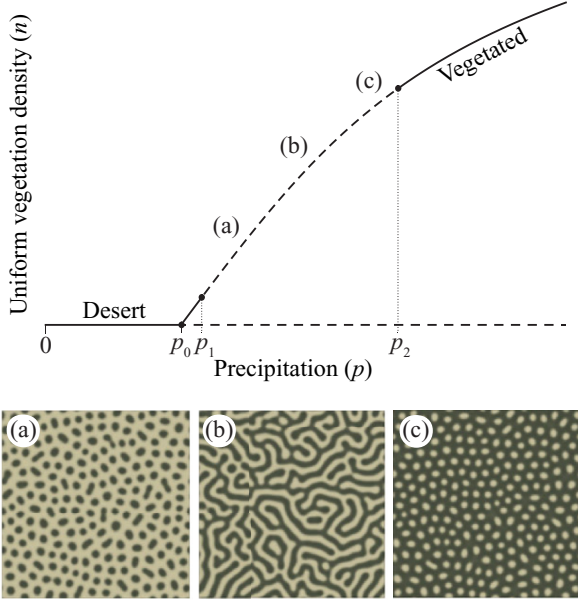 Uniform vegetation density (n)
(c)
Vegetated
(b)
(a)
Desert
0
p0 p1
p2
Precipitation (p)
(a)
(b)
(c)